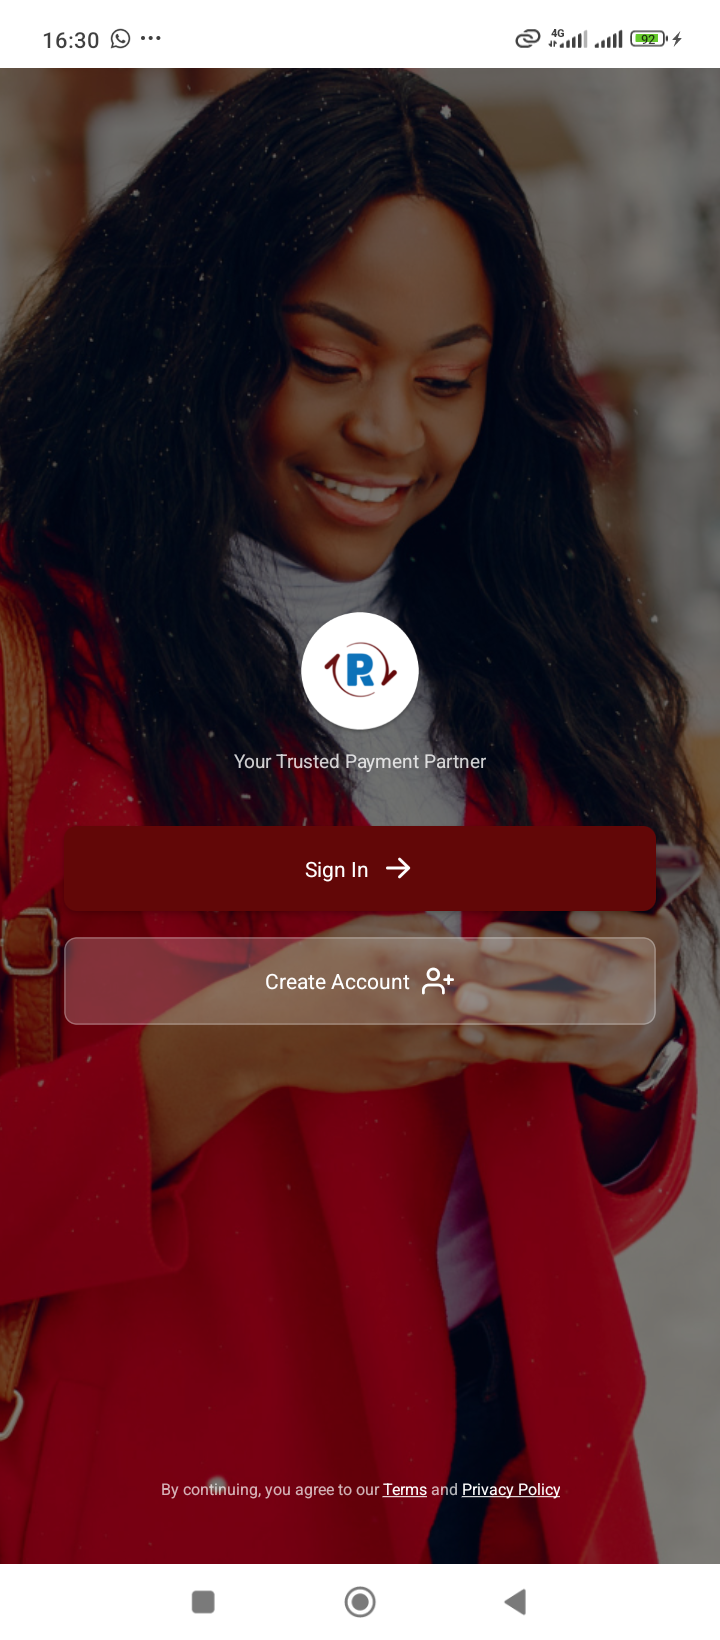 16:30
4G
92
R
Your Trusted Payment Partner
Sign In
Create Account
By continuing, you agree to our Terms and Privacy Policy